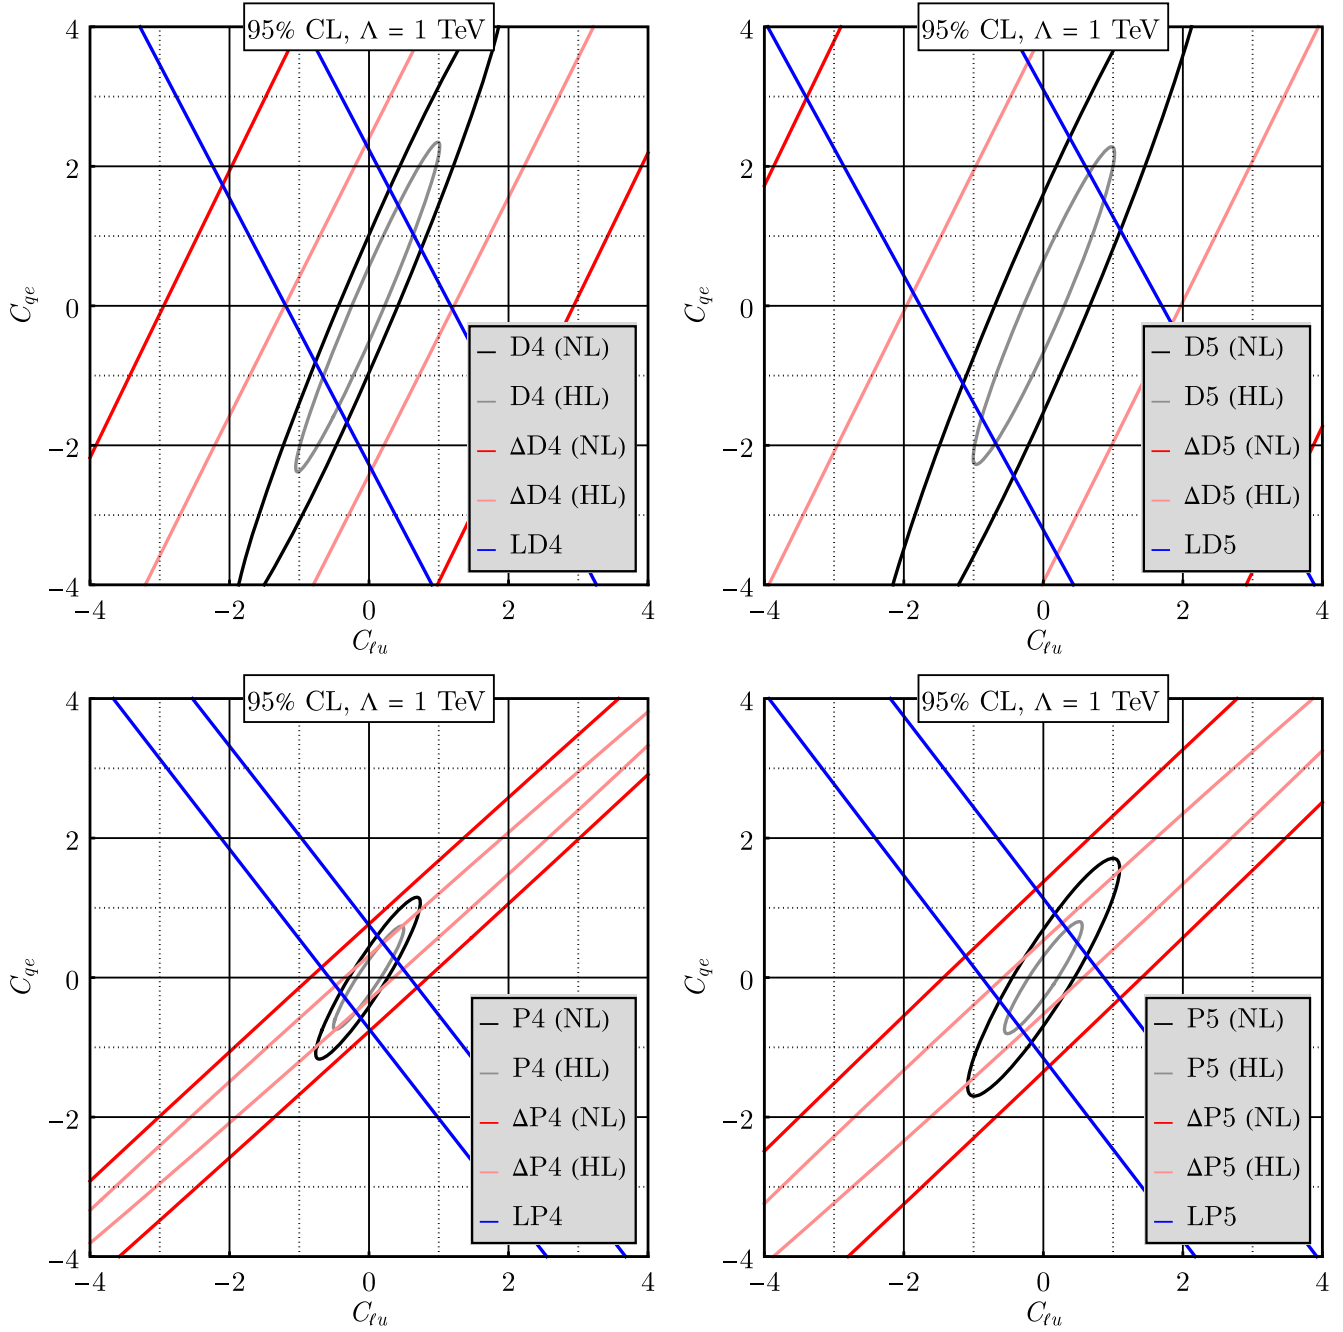 95% CL, Λ = 1 TeV
4
2
0
−2
−4
C_qe
D4 (NL)
D4 (HL)
ΔD4 (NL)
ΔD4 (HL)
LD4
−4 −2 0 2 4
C_ℓu
95% CL, Λ = 1 TeV
4
2
0
−2
−4
C_qe
D5 (NL)
D5 (HL)
ΔD5 (NL)
ΔD5 (HL)
LD5
−4 −2 0 2 4
C_ℓu
95% CL, Λ = 1 TeV
4
2
0
−2
−4
C_qe
P4 (NL)
P4 (HL)
ΔP4 (NL)
ΔP4 (HL)
LP4
−4 −2 0 2 4
C_ℓu
95% CL, Λ = 1 TeV
4
2
0
−2
−4
C_qe
P5 (NL)
P5 (HL)
ΔP5 (NL)
ΔP5 (HL)
LP5
−4 −2 0 2 4
C_ℓu